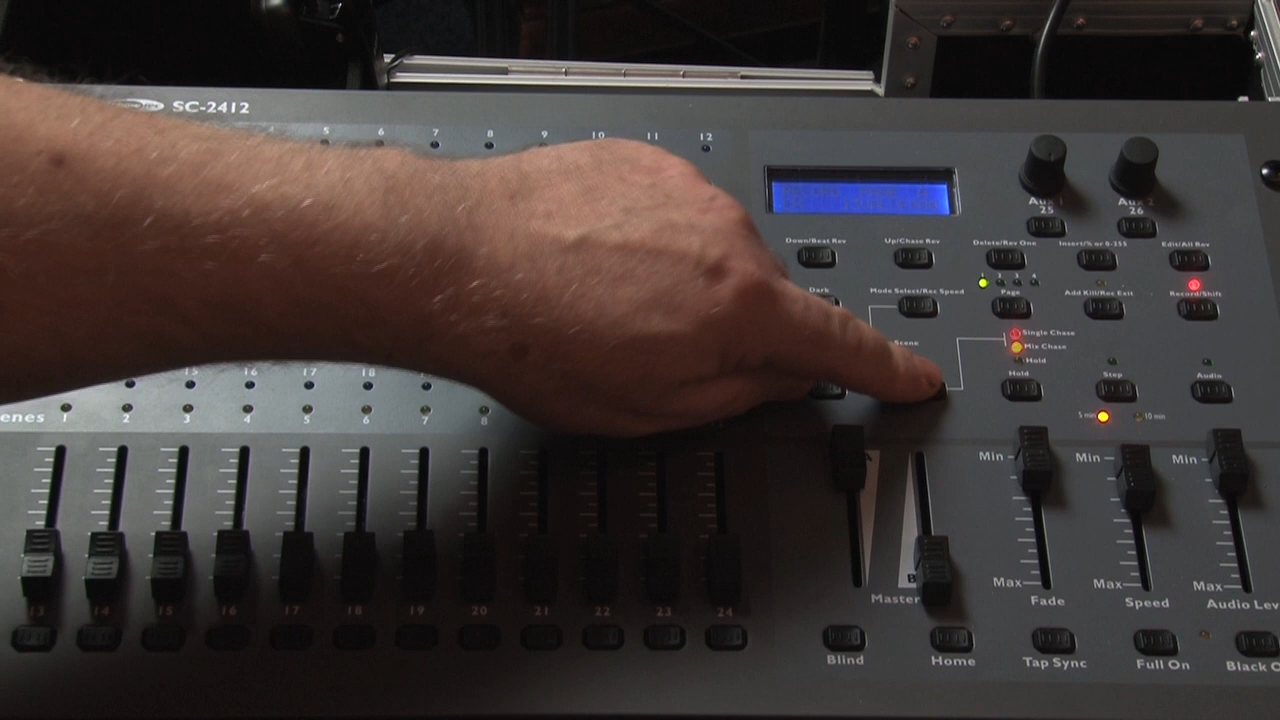 SC-2412
5 6 7 8 9 10 11 12
Aux 1 Aux 2
25 26
Down/Beat Rev Up/Chase Rev Delete/Rev One Insert/% or 0-255 Edit/All Rev
Dark Mode Select/Rec Speed Page Add Kill/Rec Exit Record/Shift
Single Chase
Scene Mix Chase
Hold
Hold Step Audio
15 16 17 18
5 min 10 min
enes 1 2 3 4 5 6 7 8
Min Min Min
B
Max Max Max
Master Fade Speed Audio Lev
13 14 15 16 17 18 19 20 21 22 23 24
Blind Home Tap Sync Full On Black O